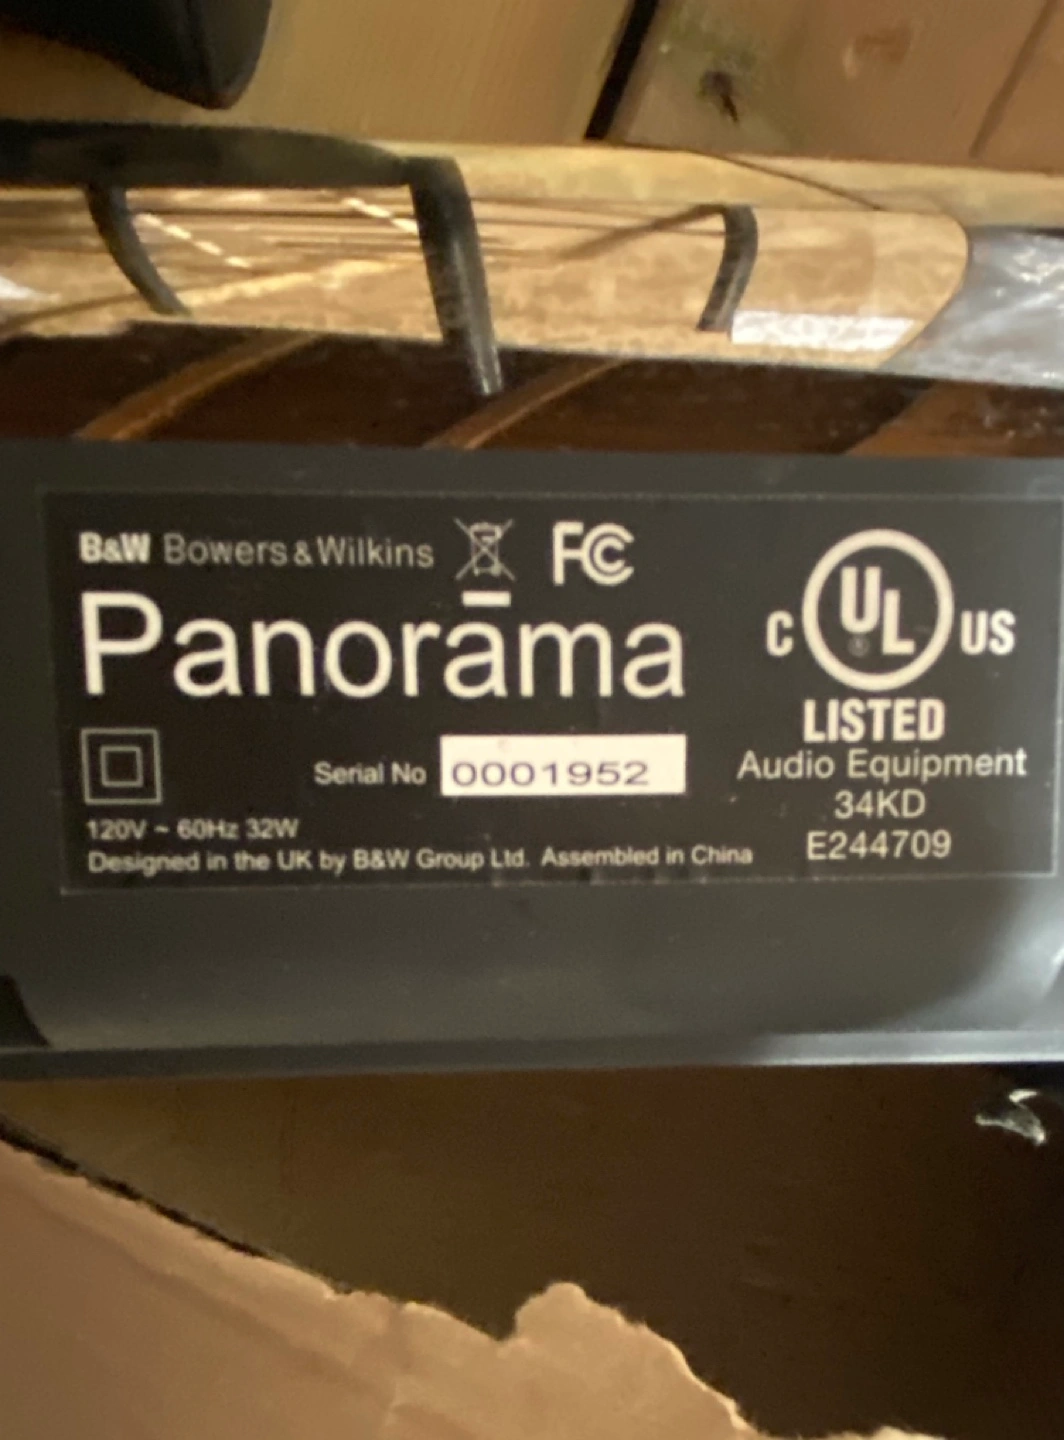 B&W Bowers & Wilkins FC
Panorāma
Serial No 0001952
120V ~ 60Hz 32W
Designed in the UK by B&W Group Ltd. Assembled in China
C UL ® US
LISTED
Audio Equipment
34KD
E244709